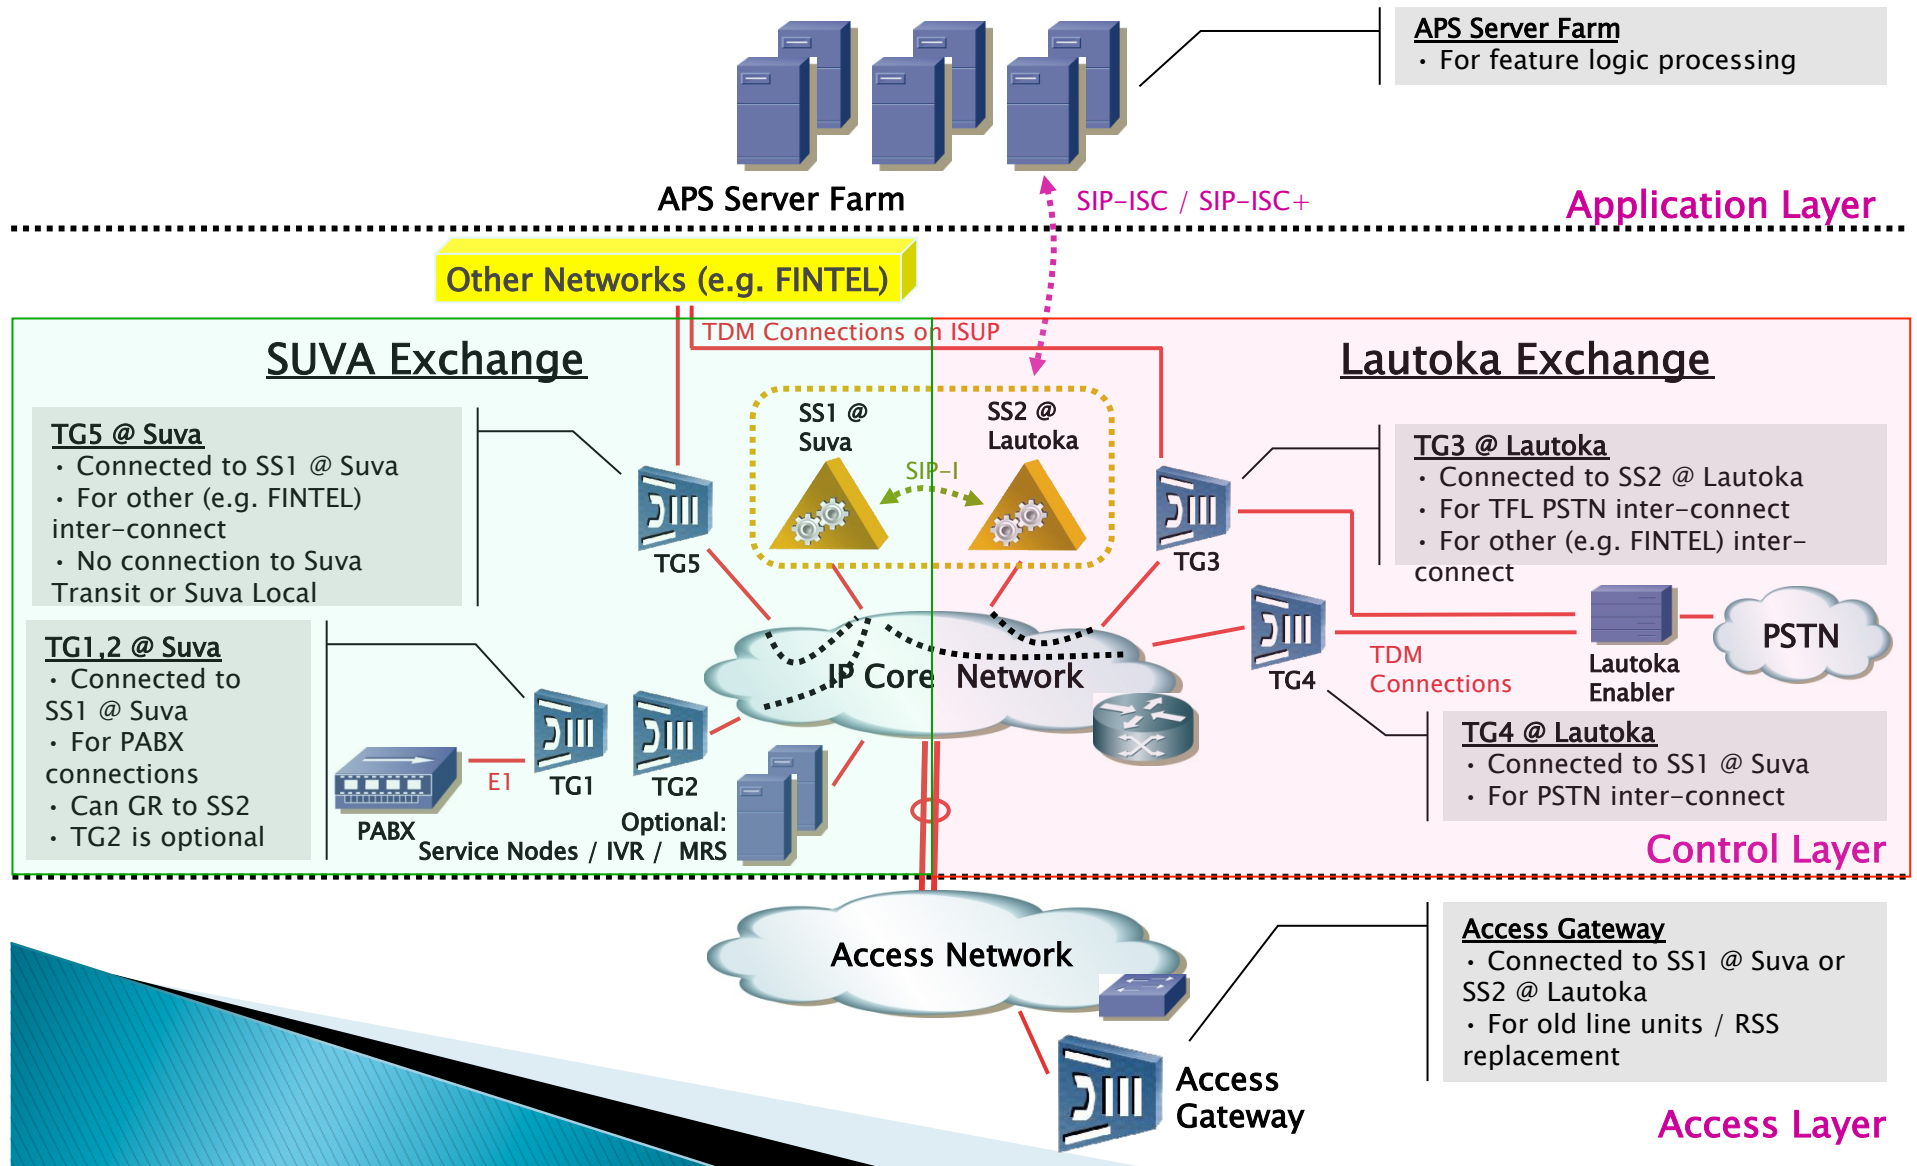 APS Server Farm
• For feature logic processing
APS Server Farm
SIP-ISC / SIP-ISC+
Application Layer
Other Networks (e.g. FINTEL)
TDM Connections on ISUP
SUVA Exchange
Lautoka Exchange
TG5 @ Suva
• Connected to SS1 @ Suva
• For other (e.g. FINTEL)
inter-connect
• No connection to Suva
Transit or Suva Local
SS1 @
Suva
SS2 @
Lautoka
SIP-I
TG5
TG3
TG3 @ Lautoka
• Connected to SS2 @ Lautoka
• For TFL PSTN inter-connect
• For other (e.g. FINTEL) inter-
connect
TG1,2 @ Suva
• Connected to
SS1 @ Suva
• For PABX
connections
• Can GR to SS2
• TG2 is optional
IP Core Network
TG4
TDM
Connections
Lautoka
Enabler
PSTN
PABX
E1
TG1
TG2
Optional:
Service Nodes / IVR / MRS
TG4 @ Lautoka
• Connected to SS1 @ Suva
• For PSTN inter-connect
Control Layer
Access Network
Access Gateway
• Connected to SS1 @ Suva or
SS2 @ Lautoka
• For old line units / RSS
replacement
Access
Gateway
Access Layer